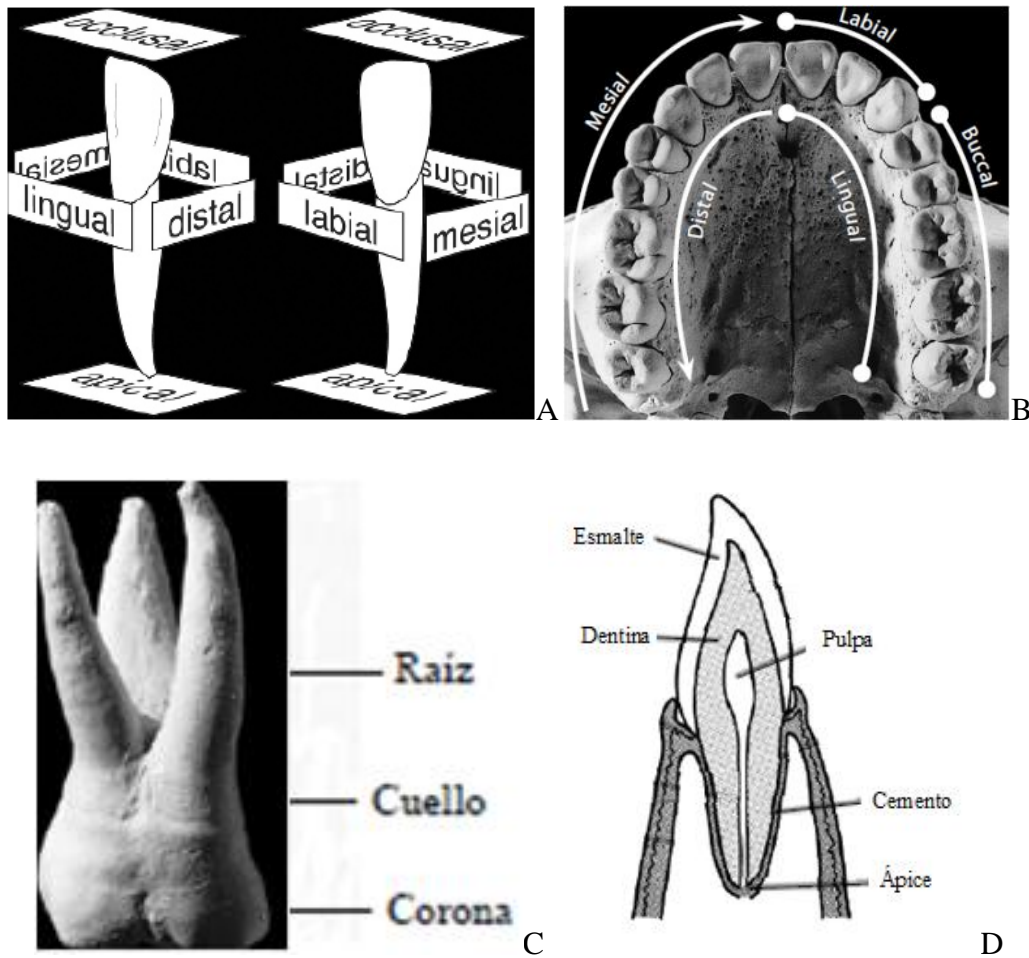 occlusal
mesial
labial
lingual
distal
apical
occlusal
distal
lingual
labial
mesial
apical
A
Mesial
Labial
Buccal
Distal
Lingual
B
Raíz
Cuello
Corona
C
Esmalte
Dentina
Pulpa
Cemento
Ápice
D